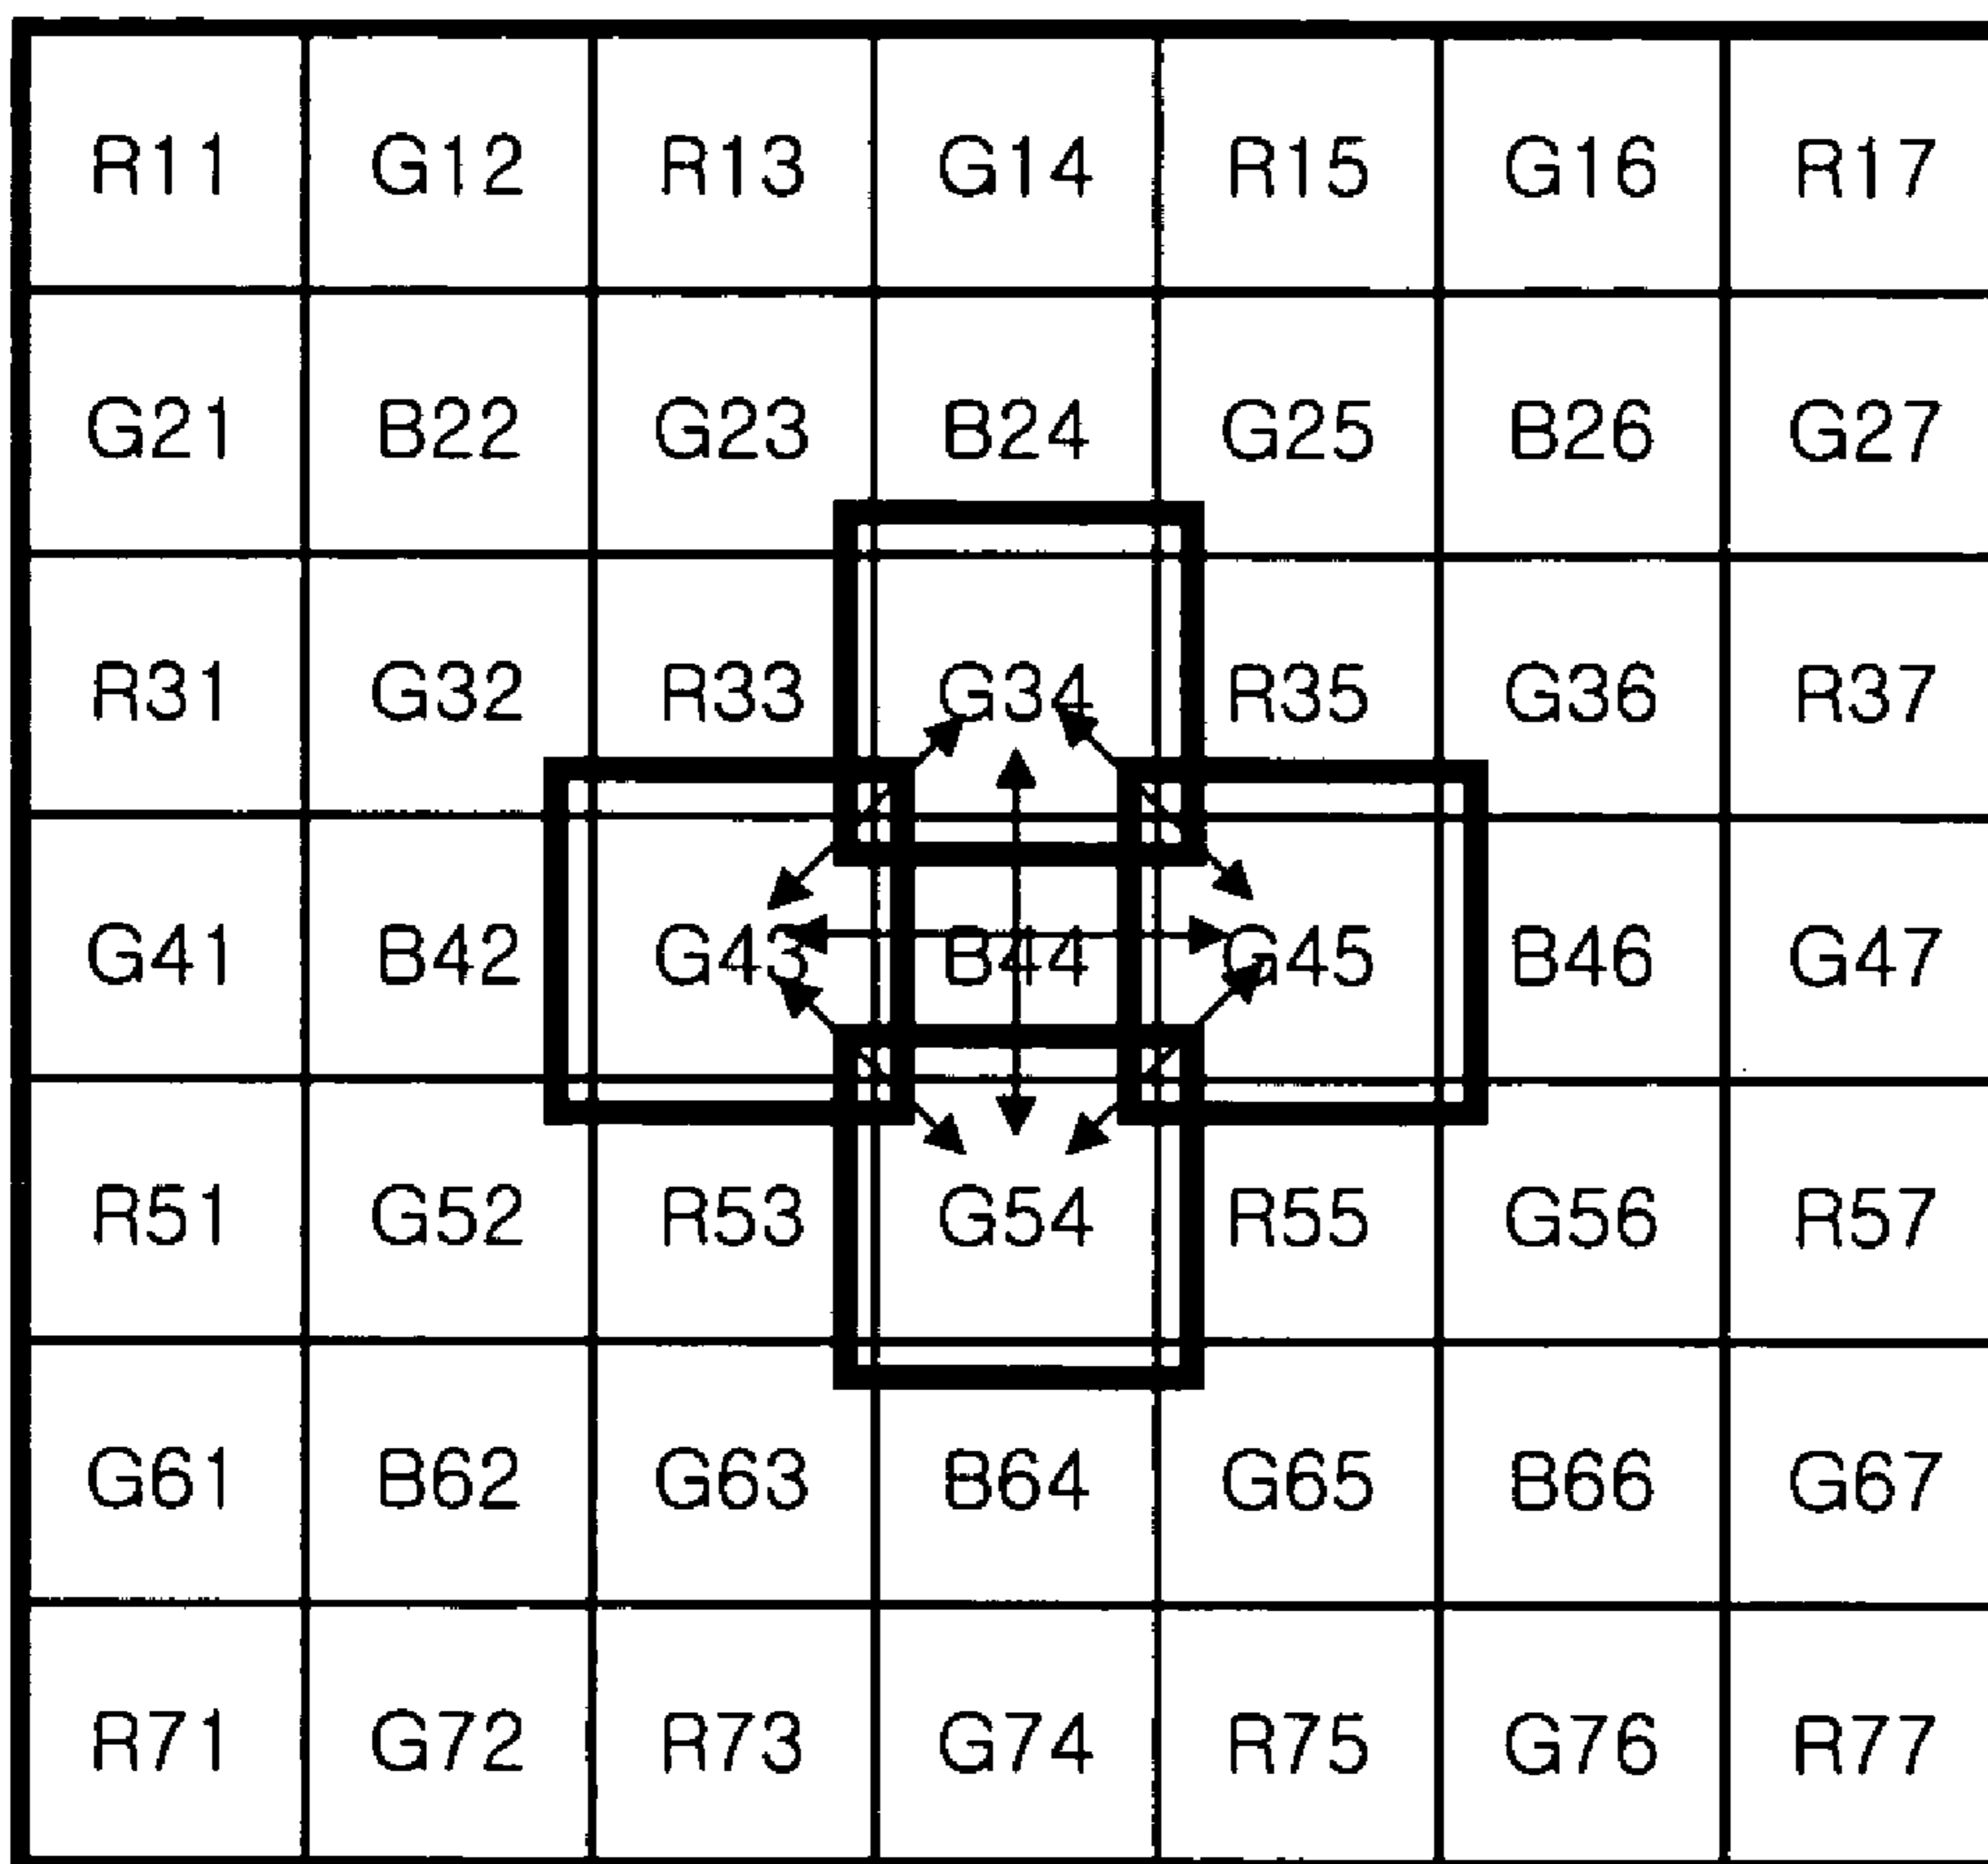 R11 G12 R13 G14 R15 G16 R17
G21 B22 G23 B24 G25 B26 G27
R31 G32 R33 G34 R35 G36 R37
G41 B42 G43 B44 G45 B46 G47
R51 G52 R53 G54 R55 G56 R57
G61 B62 G63 B64 G65 B66 G67
R71 G72 R73 G74 R75 G76 R77